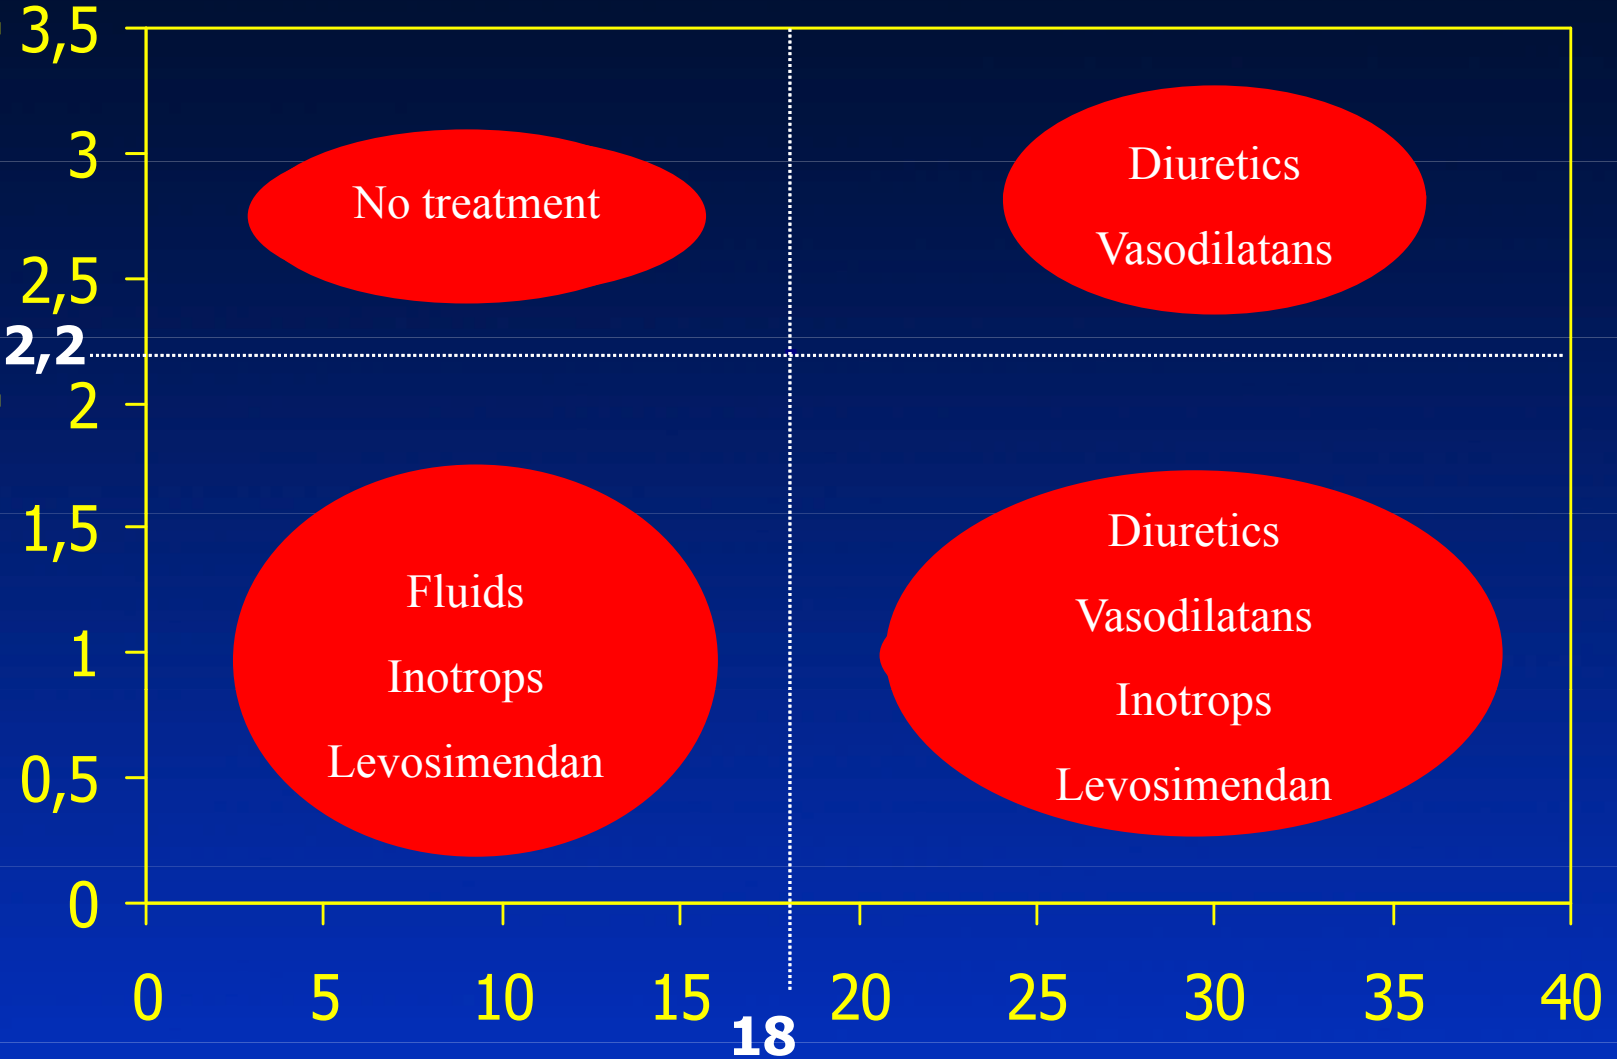 3,5
3
2,5
2,2
2
1,5
1
0,5
0
No treatment
Diuretics
Vasodilatans
Fluids
Inotrops
Levosimendan
Diuretics
Vasodilatans
Inotrops
Levosimendan
0 5 10 15 20 25 30 35 40
18